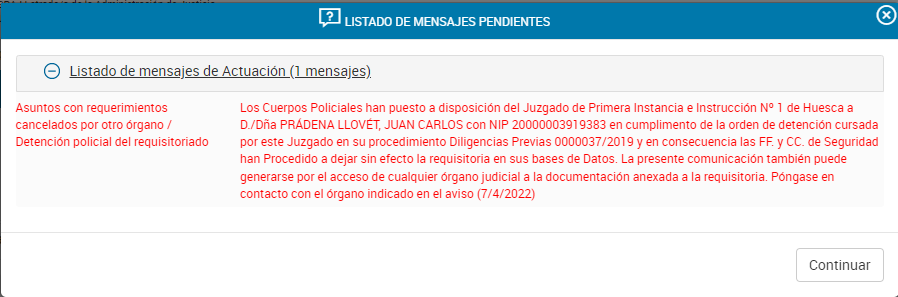 LISTADO DE MENSAJES PENDIENTES
Listado de mensajes de Actuación (1 mensajes)
Asuntos con requerimientos
cancelados por otro órgano /
Detención policial del requisitoriado
Los Cuerpos Policiales han puesto a disposición del Juzgado de Primera Instancia e Instrucción Nº 1 de Huesca a
D./Dña PRÁDENA LLOVÉT, JUAN CARLOS con NIP 20000003919383 en cumplimento de la orden de detención cursada
por este Juzgado en su procedimiento Diligencias Previas 0000037/2019 y en consecuencia las FF. y CC. de Seguridad
han Procedido a dejar sin efecto la requisitoria en sus bases de Datos. La presente comunicación también puede
generarse por el acceso de cualquier órgano judicial a la documentación anexada a la requisitoria. Póngase en
contacto con el órgano indicado en el aviso (7/4/2022)
Continuar